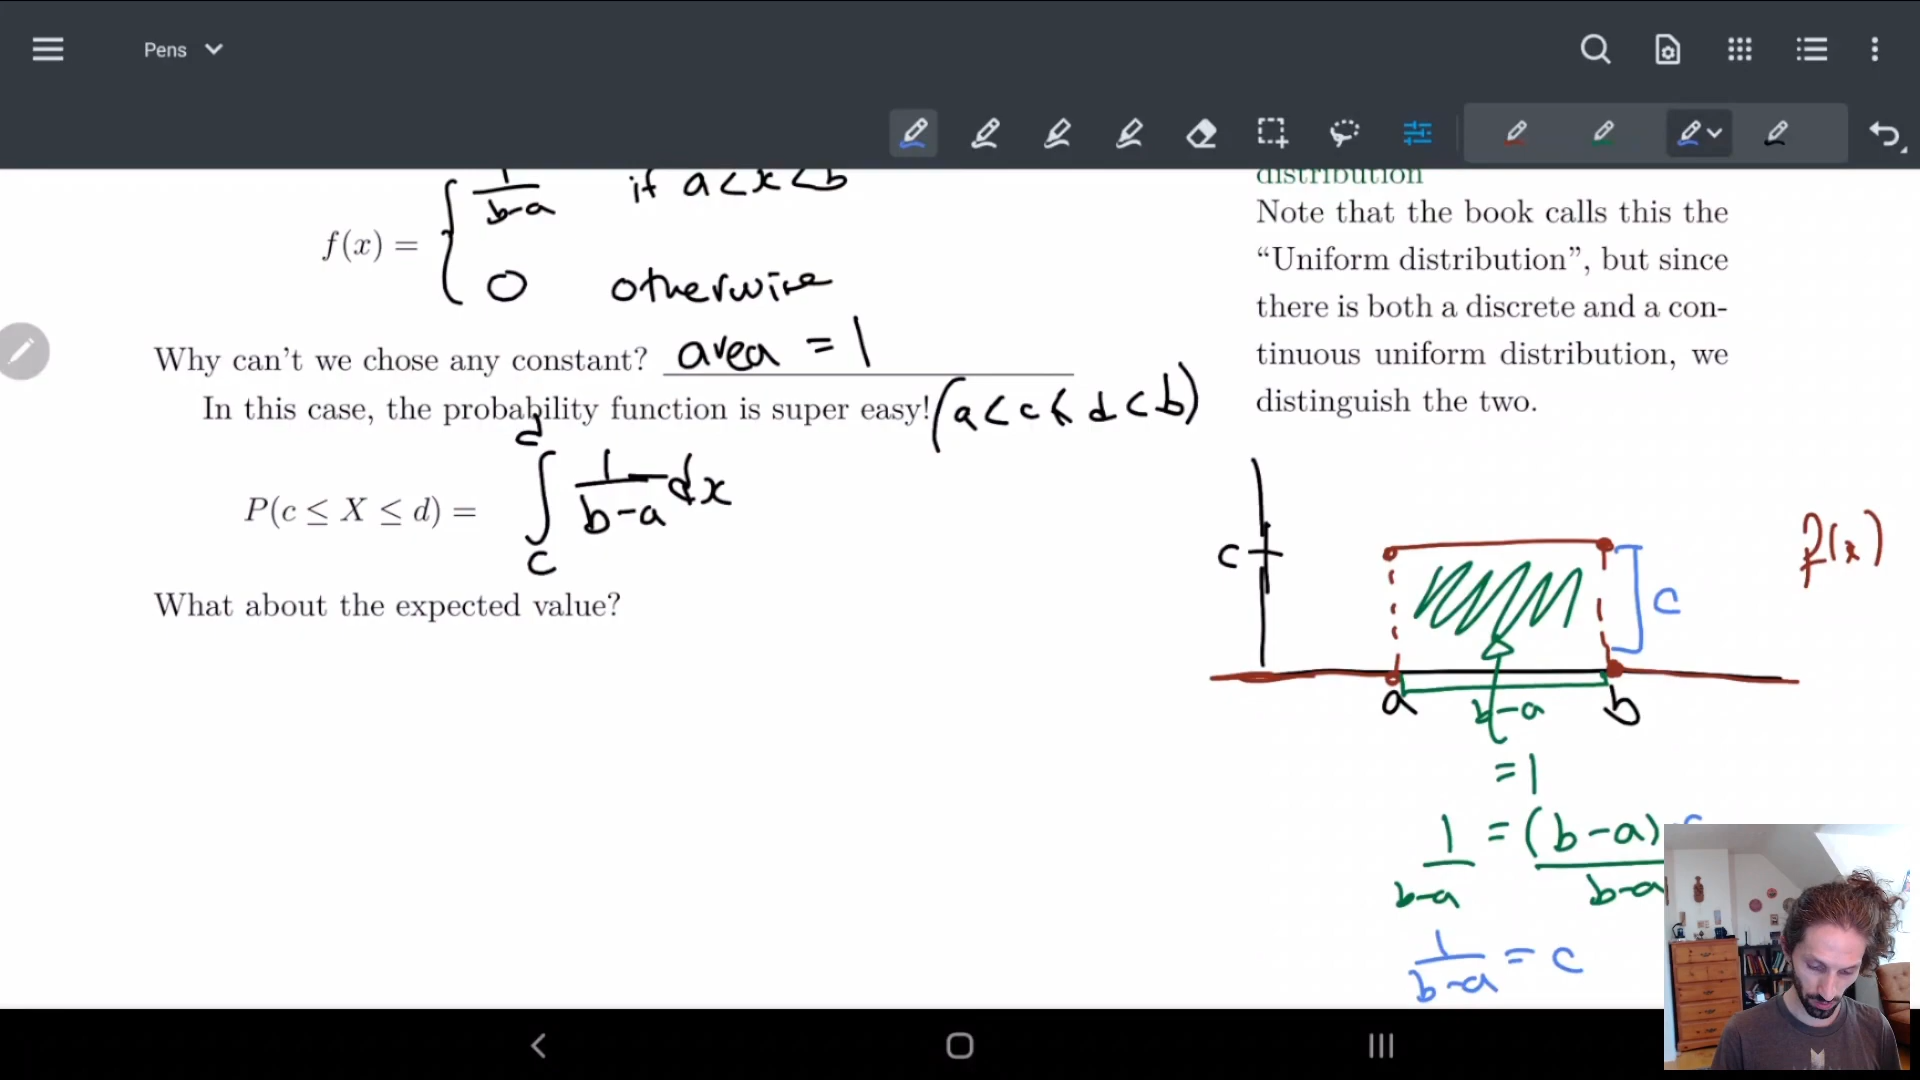 Pens
f(x) = { 1/(b-a) if a<x<b
0 otherwise
Why can't we chose any constant? area = 1
In this case, the probability function is super easy! (a<c<d<b)
P(c ≤ X ≤ d) = ∫_c^d 1/(b-a) dx
What about the expected value?
distribution
Note that the book calls this the
“Uniform distribution”, but since
there is both a discrete and a con-
tinuous uniform distribution, we
distinguish the two.
f(x)
c
c
a b-a b
=1
1/(b-a) = (b-a)/(b-a)
1/(b-a) = c